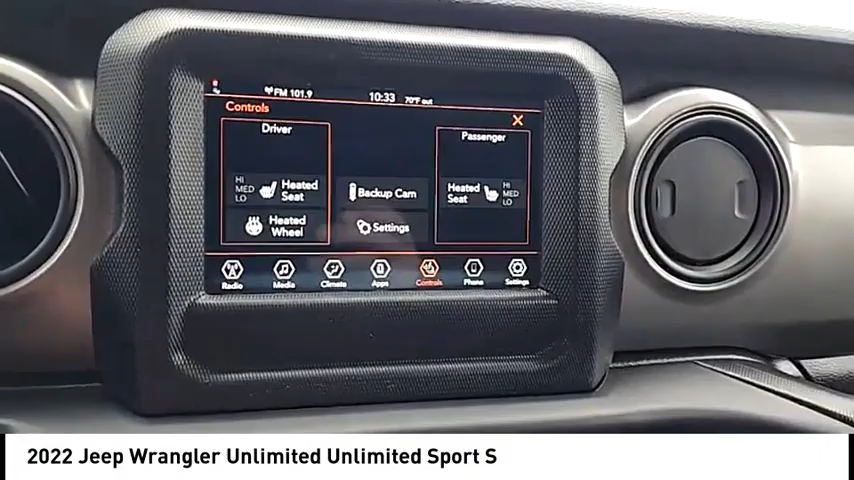 FM 101.9 10:33 70°F out
Controls X
Driver
Passenger
HI
MED
LO
Heated
Seat
Backup Cam
Heated
Seat
HI
MED
LO
Heated
Wheel
Settings
Radio Media Climate Apps Controls Phone Settings
2022 Jeep Wrangler Unlimited Unlimited Sport S